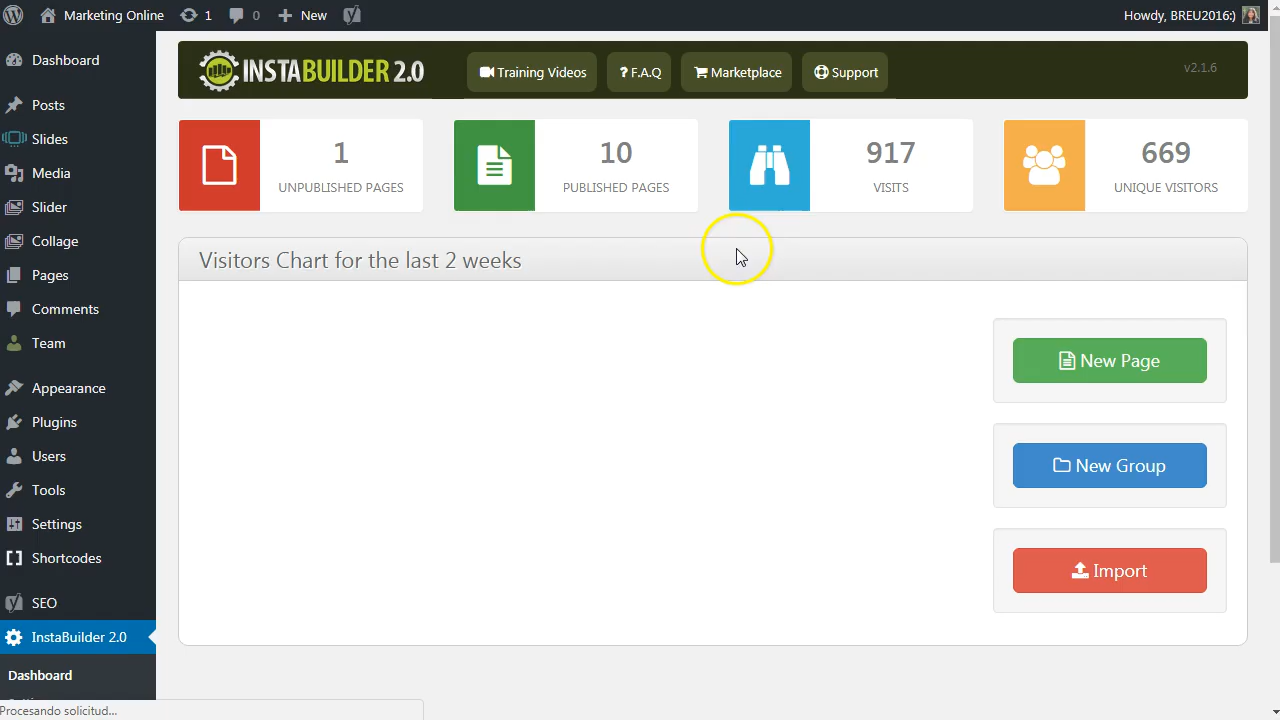 1 0 New Howdy, BREU2016:)
Marketing Online
Dashboard
Posts
Slides
Media
Slider
Collage
Pages
Comments
Team
Appearance
Plugins
Users
Tools
Settings
Shortcodes
SEO
InstaBuilder 2.0
Dashboard
Procesando solicitud...
INSTABUILDER 2.0
Training Videos
? F.A.Q
Marketplace
Support
v2.1.6
1
UNPUBLISHED PAGES
10
PUBLISHED PAGES
917
VISITS
669
UNIQUE VISITORS
Visitors Chart for the last 2 weeks
New Page
New Group
Import